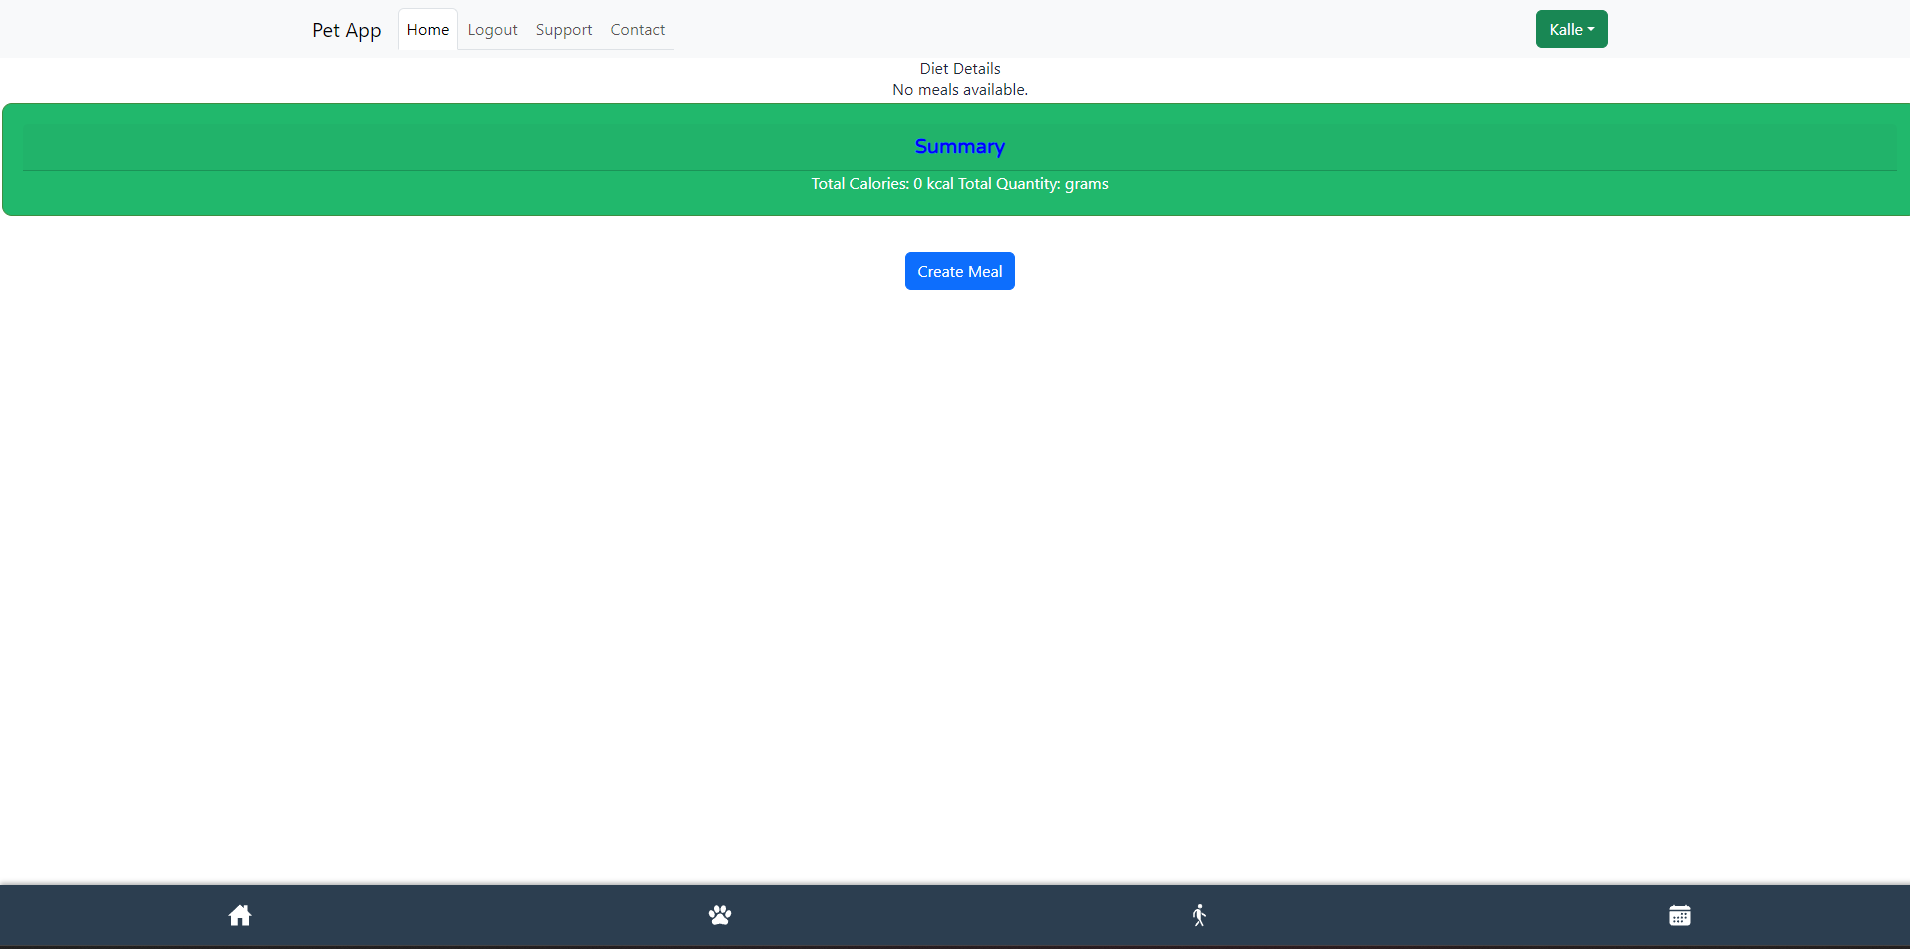 Pet App Home Logout Support Contact Kalle
Diet Details
No meals available.
Summary
Total Calories: 0 kcal Total Quantity: grams
Create Meal